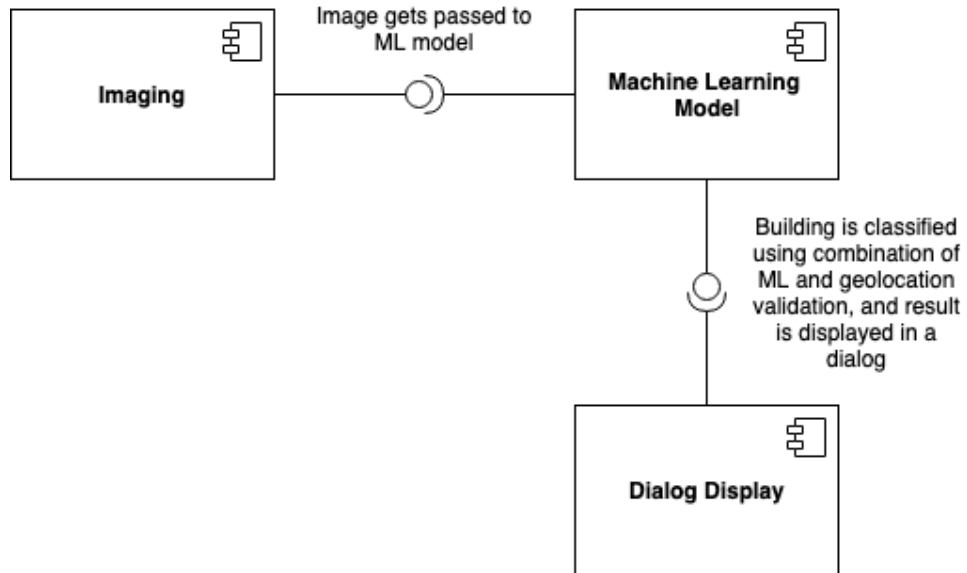 Image gets passed to
ML model
Imaging
Machine Learning
Model
Building is classified
using combination of
ML and geolocation
validation, and result
is displayed in a
dialog
Dialog Display